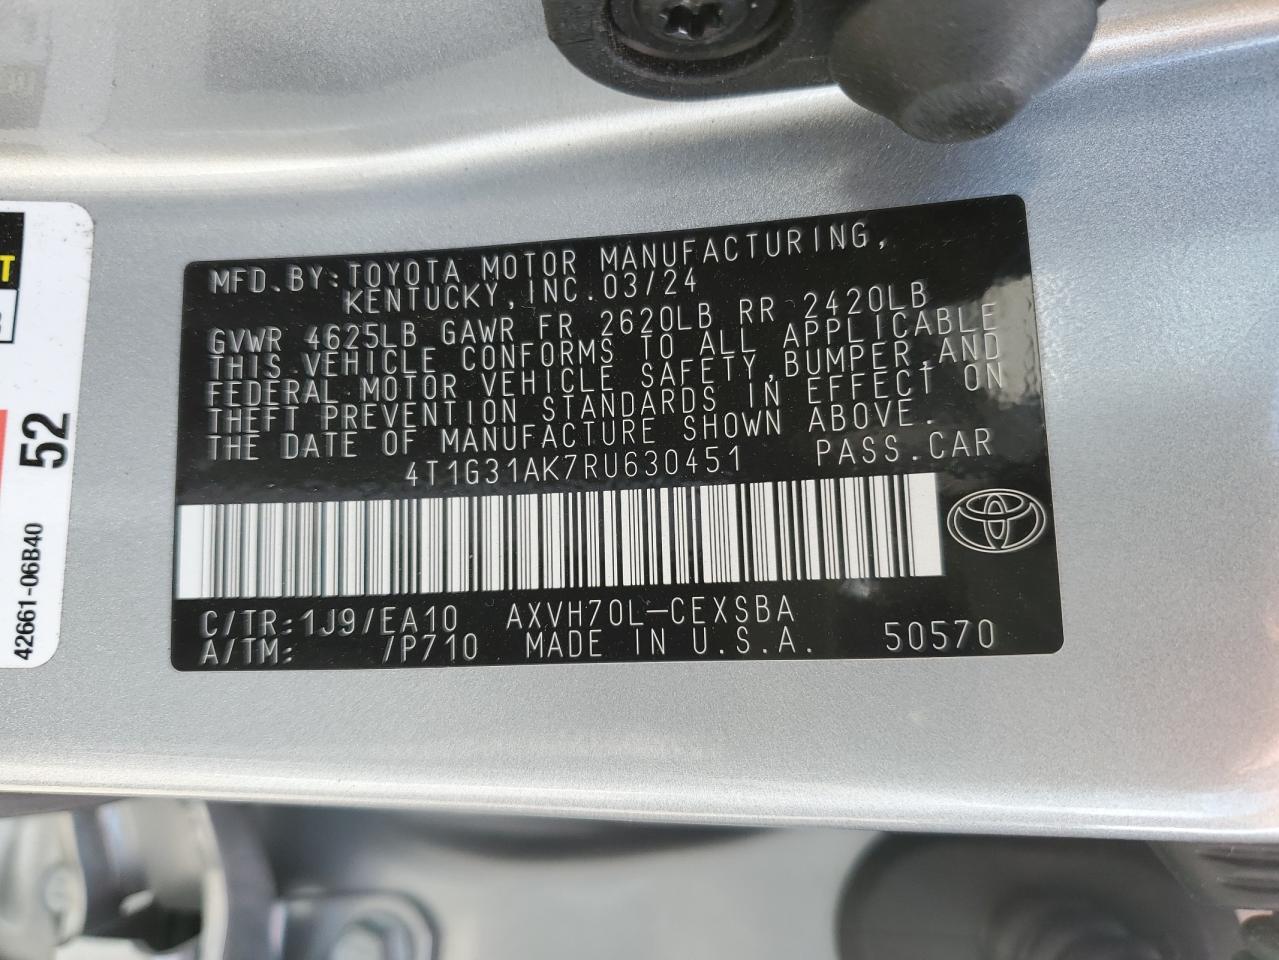 MFD.BY:TOYOTA MOTOR MANUFACTURING,
KENTUCKY,INC.03/24
GVWR 4625LB GAWR FR 2620LB RR 2420LB
THIS VEHICLE CONFORMS TO ALL APPLICABLE
FEDERAL MOTOR VEHICLE SAFETY,BUMPER,AND
THEFT PREVENTION STANDARDS IN EFFECT ON
THE DATE OF MANUFACTURE SHOWN ABOVE.
4T1G31AK7RU630451 PASS.CAR
C/TR:1J9/EA10 AXVH70L-CEXSBA
A/TM: /P710 MADE IN U.S.A. 50570
T
52
42661-06B40